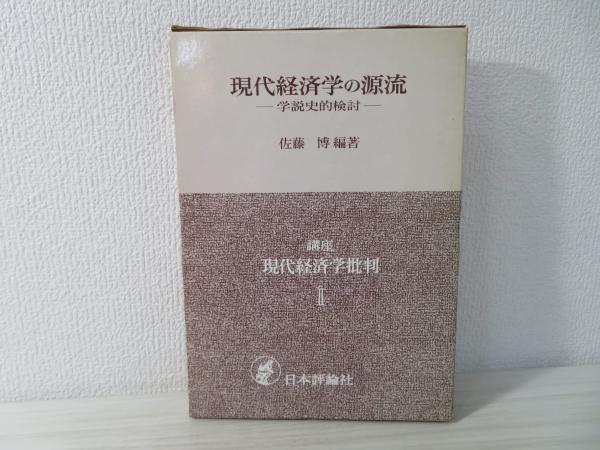 現代経済学の源流
―学説史的検討―
佐藤 博編著
講座
現代経済学批判
Ⅱ
日本評論社